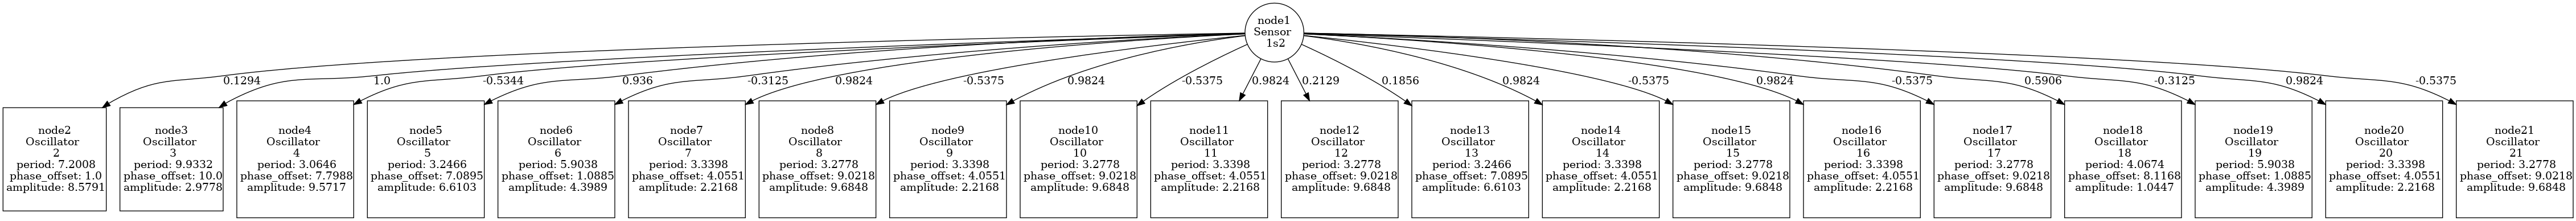 node1
Sensor
1s2
0.1294
1.0
-0.5344
0.936
-0.3125
0.9824
-0.5375
0.9824
-0.5375
0.9824
0.2129
0.1856
0.9824
-0.5375
0.9824
-0.5375
0.5906
-0.3125
0.9824
-0.5375
node2
Oscillator
2
period: 7.2008
phase_offset: 1.0
amplitude: 8.5791
node3
Oscillator
3
period: 9.9332
phase_offset: 10.0
amplitude: 2.9778
node4
Oscillator
4
period: 3.0646
phase_offset: 7.7988
amplitude: 9.5717
node5
Oscillator
5
period: 3.2466
phase_offset: 7.0895
amplitude: 6.6103
node6
Oscillator
6
period: 5.9038
phase_offset: 1.0885
amplitude: 4.3989
node7
Oscillator
7
period: 3.3398
phase_offset: 4.0551
amplitude: 2.2168
node8
Oscillator
8
period: 3.2778
phase_offset: 9.0218
amplitude: 9.6848
node9
Oscillator
9
period: 3.3398
phase_offset: 4.0551
amplitude: 2.2168
node10
Oscillator
10
period: 3.2778
phase_offset: 9.0218
amplitude: 9.6848
node11
Oscillator
11
period: 3.3398
phase_offset: 4.0551
amplitude: 2.2168
node12
Oscillator
12
period: 3.2778
phase_offset: 9.0218
amplitude: 9.6848
node13
Oscillator
13
period: 3.2466
phase_offset: 7.0895
amplitude: 6.6103
node14
Oscillator
14
period: 3.3398
phase_offset: 4.0551
amplitude: 2.2168
node15
Oscillator
15
period: 3.2778
phase_offset: 9.0218
amplitude: 9.6848
node16
Oscillator
16
period: 3.3398
phase_offset: 4.0551
amplitude: 2.2168
node17
Oscillator
17
period: 3.2778
phase_offset: 9.0218
amplitude: 9.6848
node18
Oscillator
18
period: 4.0674
phase_offset: 8.1168
amplitude: 1.0447
node19
Oscillator
19
period: 5.9038
phase_offset: 1.0885
amplitude: 4.3989
node20
Oscillator
20
period: 3.3398
phase_offset: 4.0551
amplitude: 2.2168
node21
Oscillator
21
period: 3.2778
phase_offset: 9.0218
amplitude: 9.6848